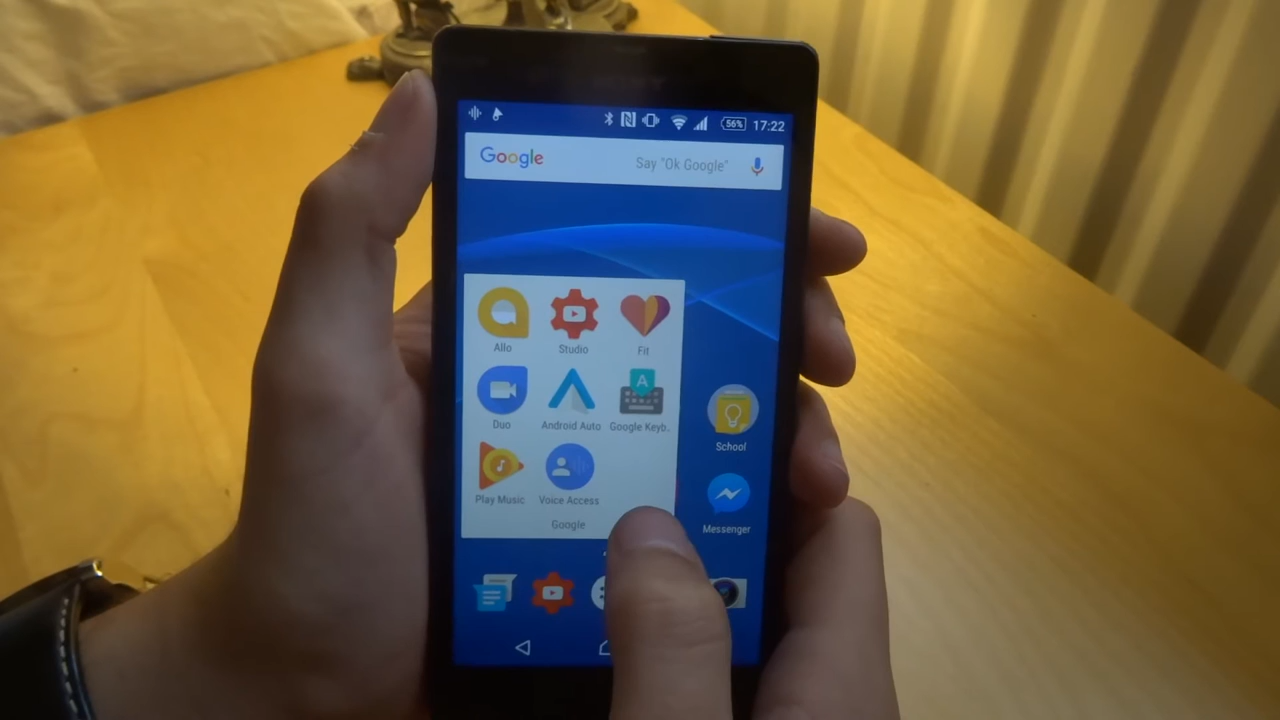 56% 17:22
Google Say "Ok Google"
Allo Studio Fit
Duo Android Auto Google Keyb..
Play Music Voice Access
Google
School
Messenger